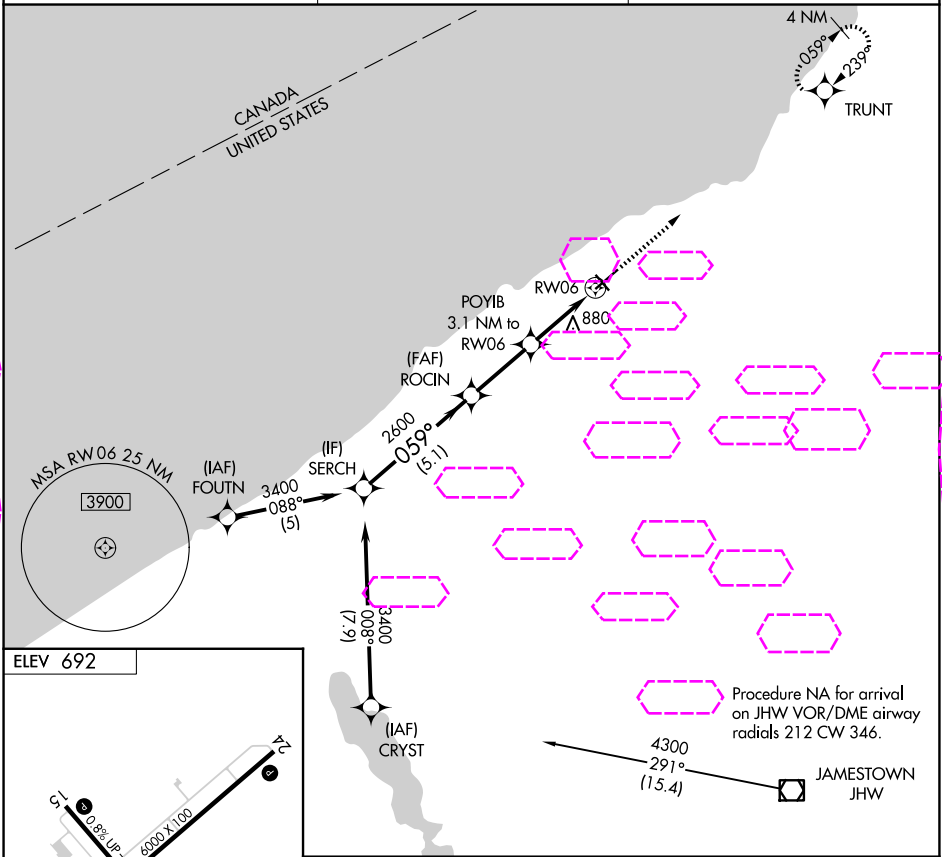 4 NM
059°
239°
TRUNT
CANADA
UNITED STATES
RW06
POYIB
3.1 NM to
RW06
880
(FAF)
ROCIN
2600
059°
(5.1)
(IF)
SERCH
(IAF)
FOUTN
3400
088°
(5)
MSA RW06 25 NM
3900
3400
008°
(7.9)
(IAF)
CRYST
ELEV 692
Procedure NA for arrival
on JHW VOR/DME airway
radials 212 CW 346.
4300
291°
(15.4)
JAMESTOWN
JHW
24
P
15
P
0.8% UP
6000 X 100